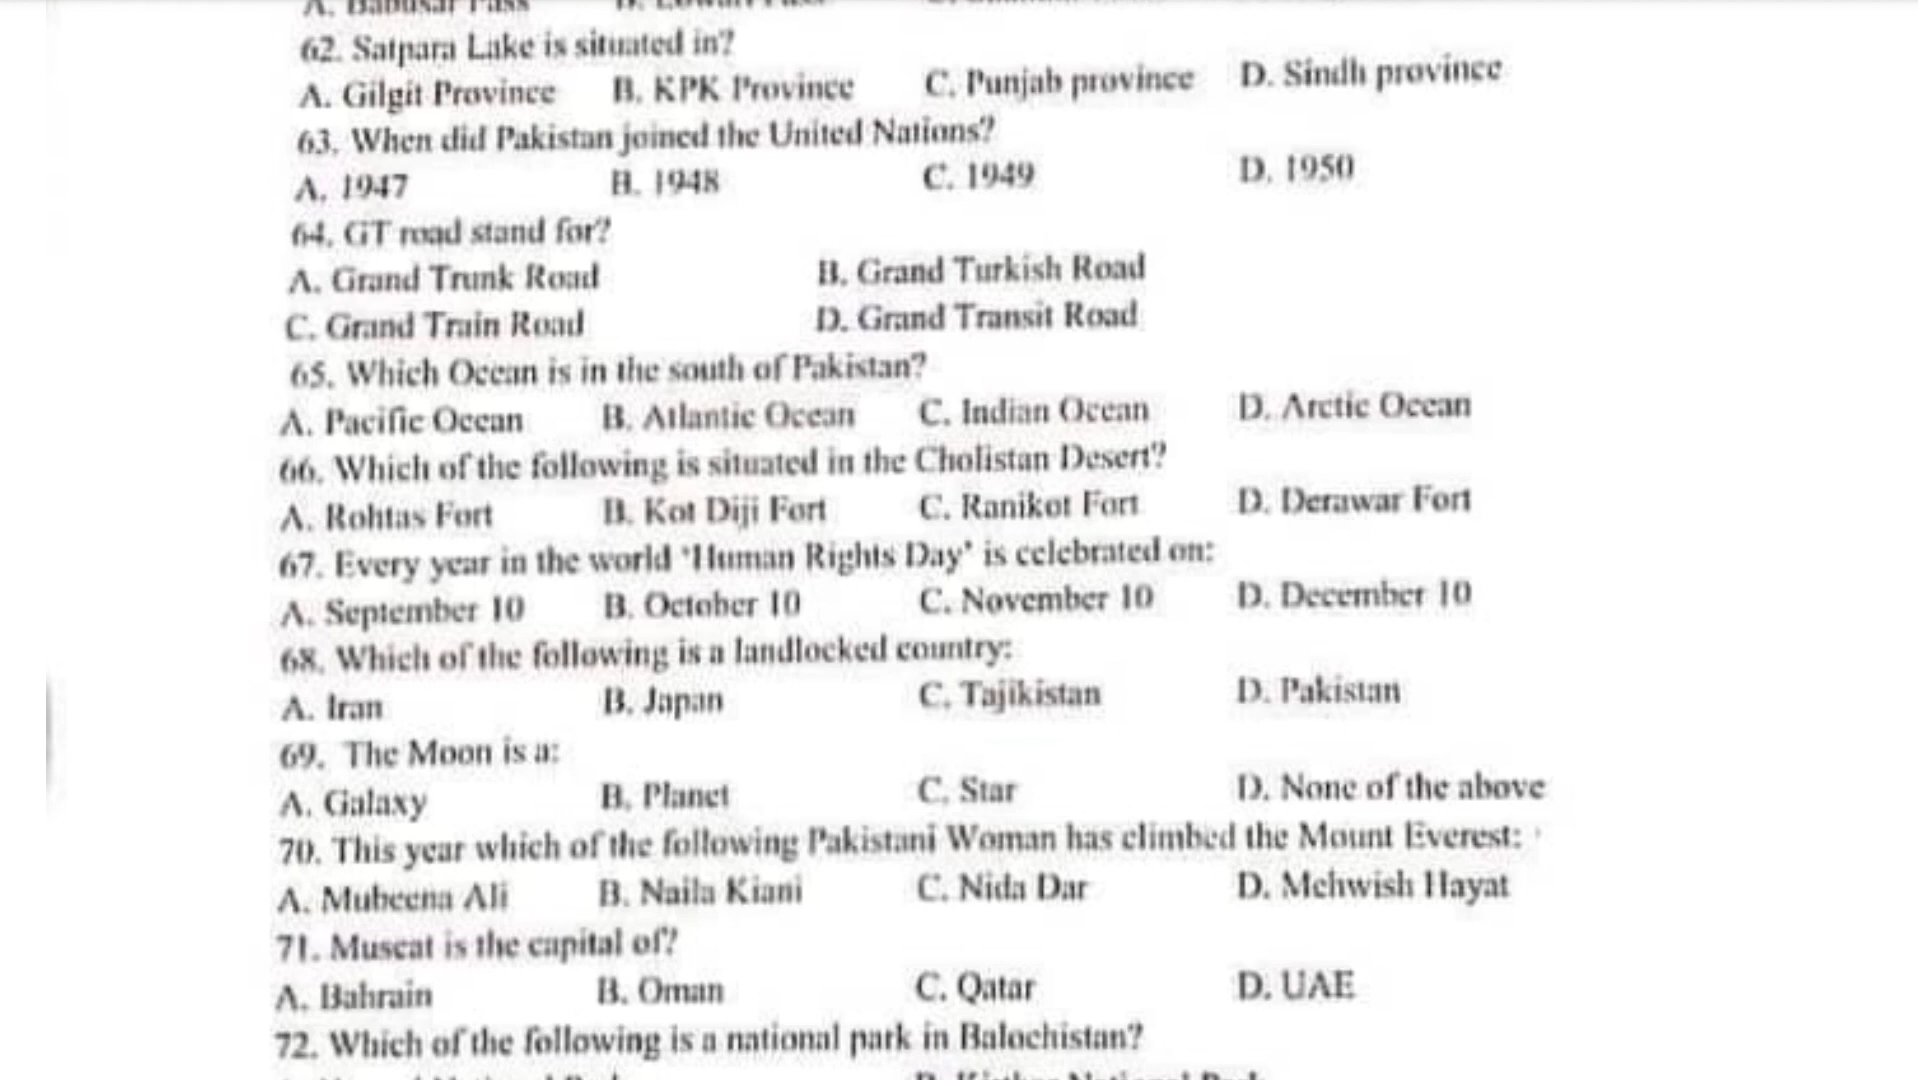 A. Babusar Pass
62. Satpara Lake is situated in?
A. Gilgit Province B. KPK Province C. Punjab province D. Sindh province
63. When did Pakistan joined the United Nations?
A. 1947 B. 1948 C. 1949 D. 1950
64. GT road stand for?
A. Grand Trunk Road B. Grand Turkish Road
C. Grand Train Road D. Grand Transit Road
65. Which Ocean is in the south of Pakistan?
A. Pacific Ocean B. Atlantic Ocean C. Indian Ocean D. Arctic Ocean
66. Which of the following is situated in the Cholistan Desert?
A. Rohtas Fort B. Kot Diji Fort C. Ranikot Fort D. Derawar Fort
67. Every year in the world ‘Human Rights Day’ is celebrated on:
A. September 10 B. October 10 C. November 10 D. December 10
68. Which of the following is a landlocked country:
A. Iran B. Japan C. Tajikistan D. Pakistan
69. The Moon is a:
A. Galaxy B. Planet C. Star D. None of the above
70. This year which of the following Pakistani Woman has climbed the Mount Everest:
A. Mubeena Ali B. Naila Kiani C. Nida Dar D. Mehwish Hayat
71. Muscat is the capital of?
A. Bahrain B. Oman C. Qatar D. UAE
72. Which of the following is a national park in Balochistan?
National Park